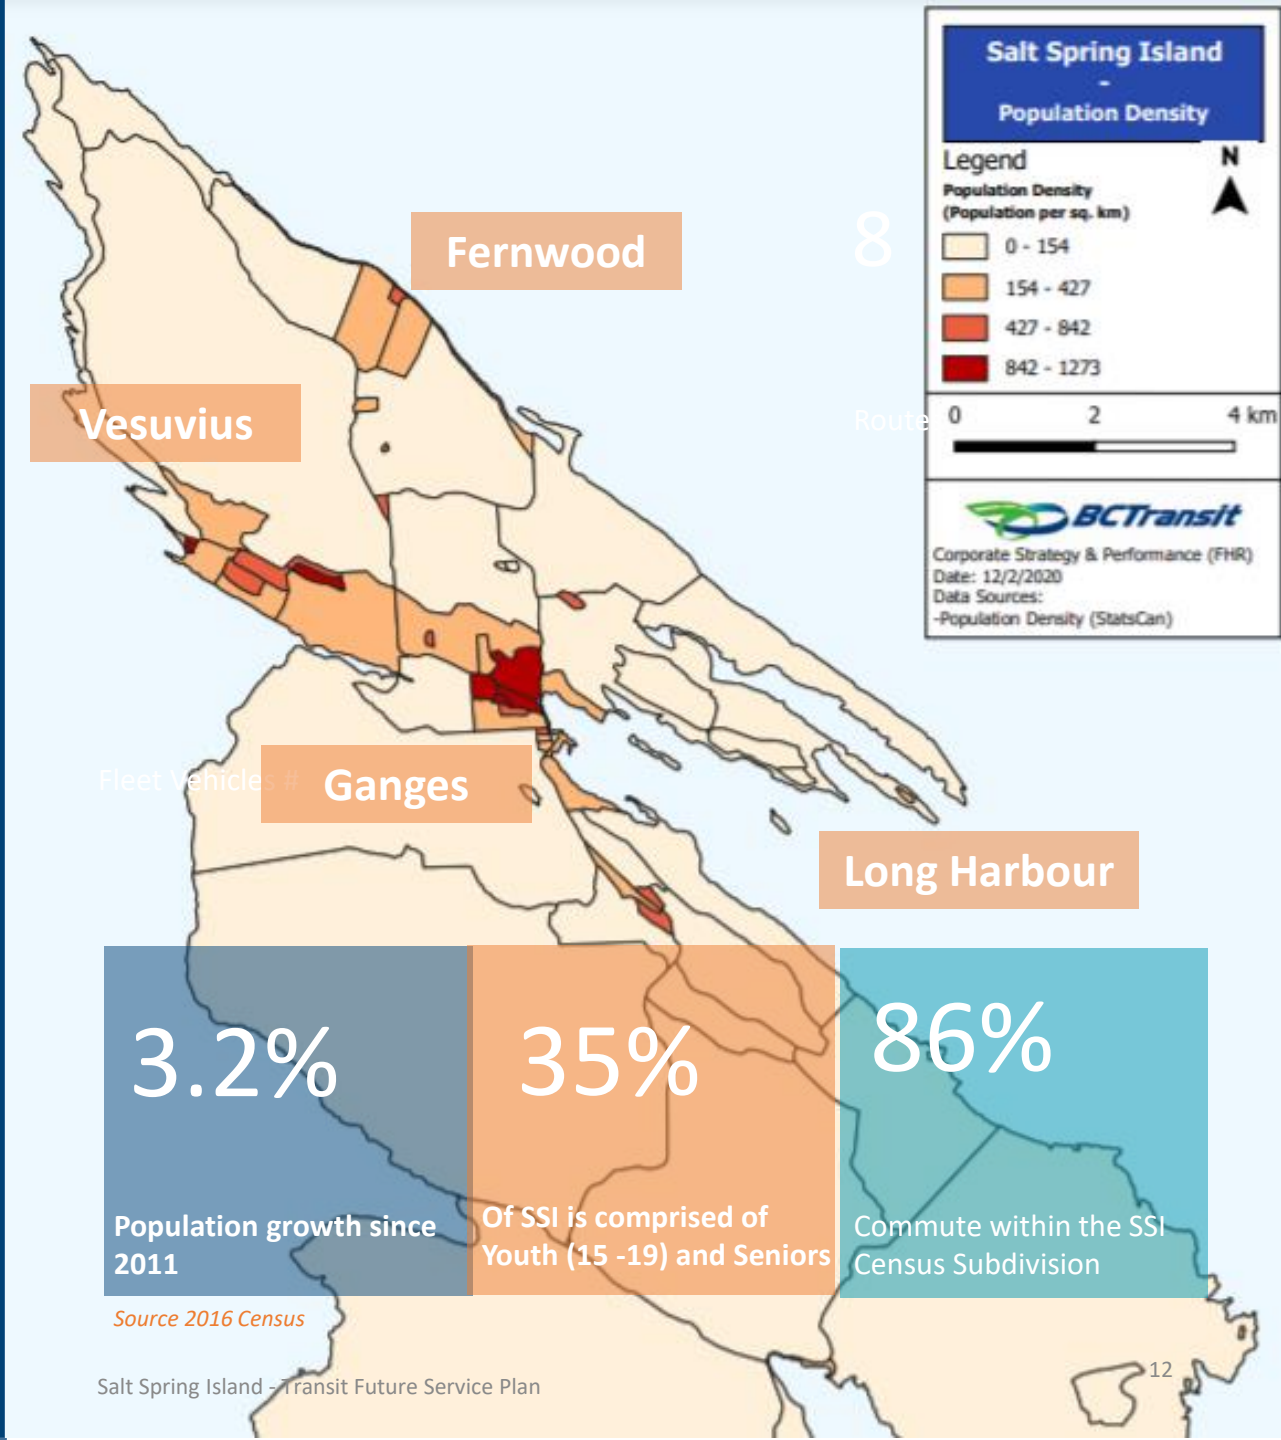 Salt Spring Island
-
Population Density
Legend
N
Population Density
(Population per sq. km)
0 - 154
154 - 427
427 - 842
842 - 1273
0 2 4 km
BCTransit
Corporate Strategy & Performance (FHR)
Date: 12/2/2020
Data Sources:
-Population Density (StatsCan)
Fernwood
8
Vesuvius
Route
Fleet Vehicles #
Ganges
Long Harbour
3.2%
Population growth since
2011
35%
Of SSI is comprised of
Youth (15 -19) and Seniors
86%
Commute within the SSI
Census Subdivision
Source 2016 Census
Salt Spring Island - Transit Future Service Plan
12